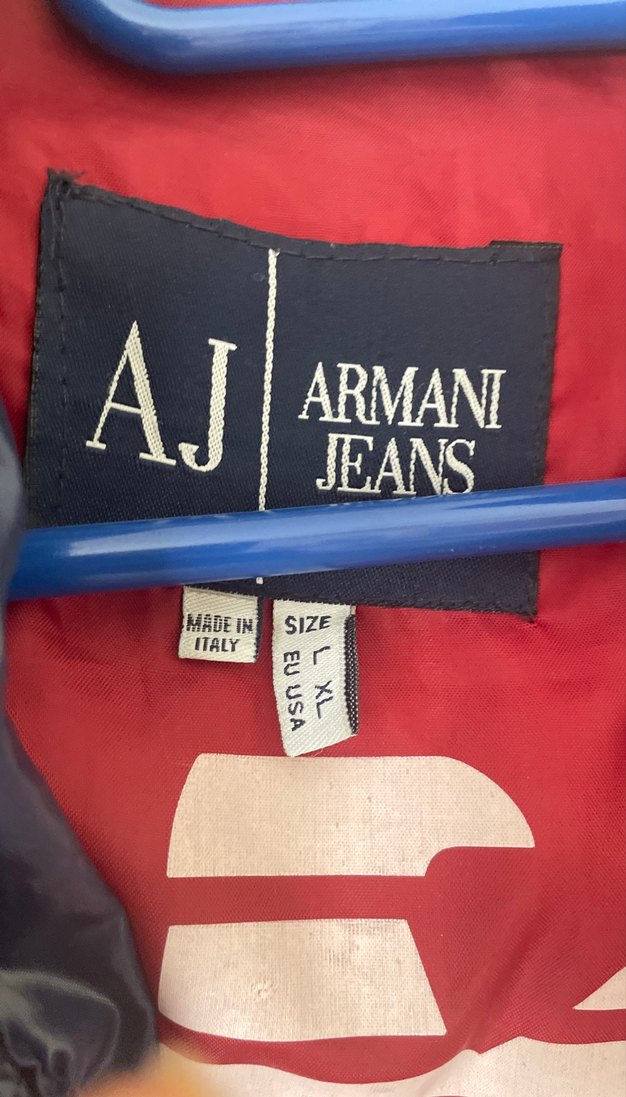 AJ
ARMANI
JEANS
MADE IN
ITALY
SIZE
L XL
EU USA